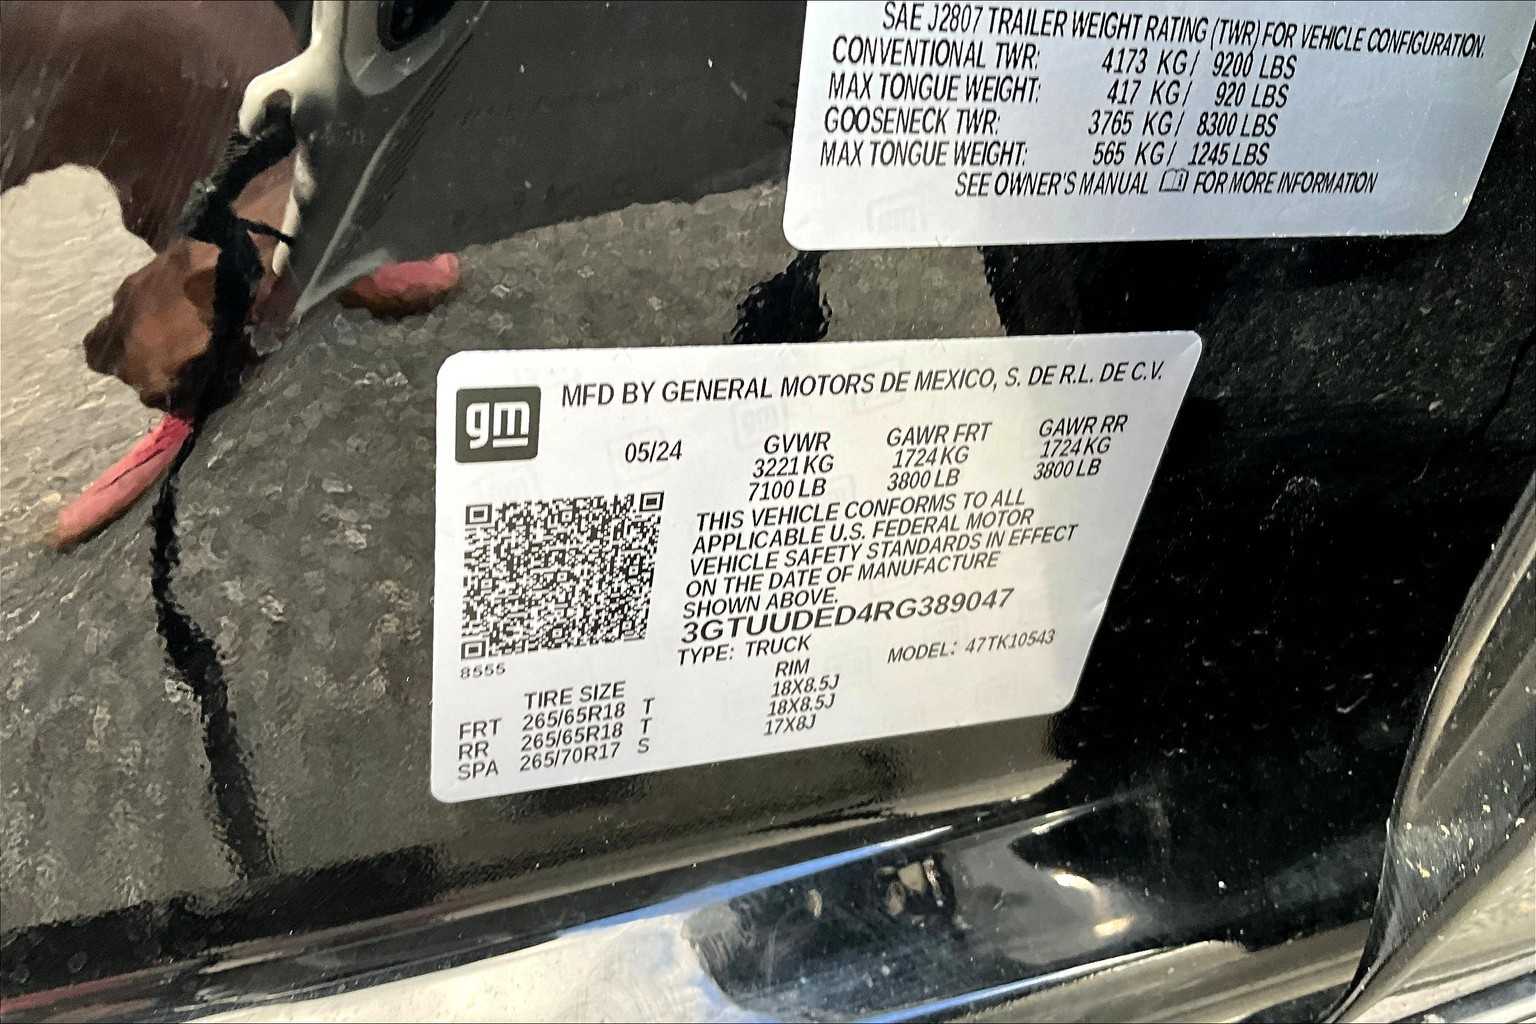 SAE J2807 TRAILER WEIGHT RATING (TWR) FOR VEHICLE CONFIGURATION.
CONVENTIONAL TWR: 4173 KG/ 9200 LBS
MAX TONGUE WEIGHT: 417 KG/ 920 LBS
GOOSENECK TWR: 3765 KG/ 8300 LBS
MAX TONGUE WEIGHT: 565 KG/ 1245 LBS
SEE OWNER'S MANUAL FOR MORE INFORMATION
gm
MFD BY GENERAL MOTORS DE MEXICO, S. DE R.L. DE C.V.
05/24 GVWR GAWR FRT GAWR RR
3221 KG 1724 KG 1724 KG
7100 LB 3800 LB 3800 LB
THIS VEHICLE CONFORMS TO ALL
APPLICABLE U.S. FEDERAL MOTOR
VEHICLE SAFETY STANDARDS IN EFFECT
ON THE DATE OF MANUFACTURE
SHOWN ABOVE.
3GTUUDED4RG389047
TYPE: TRUCK MODEL: 47TK10543
8555
TIRE SIZE RIM
FRT 265/65R18 T 18X8.5J
RR 265/65R18 T 18X8.5J
SPA 265/70R17 S 17X8J